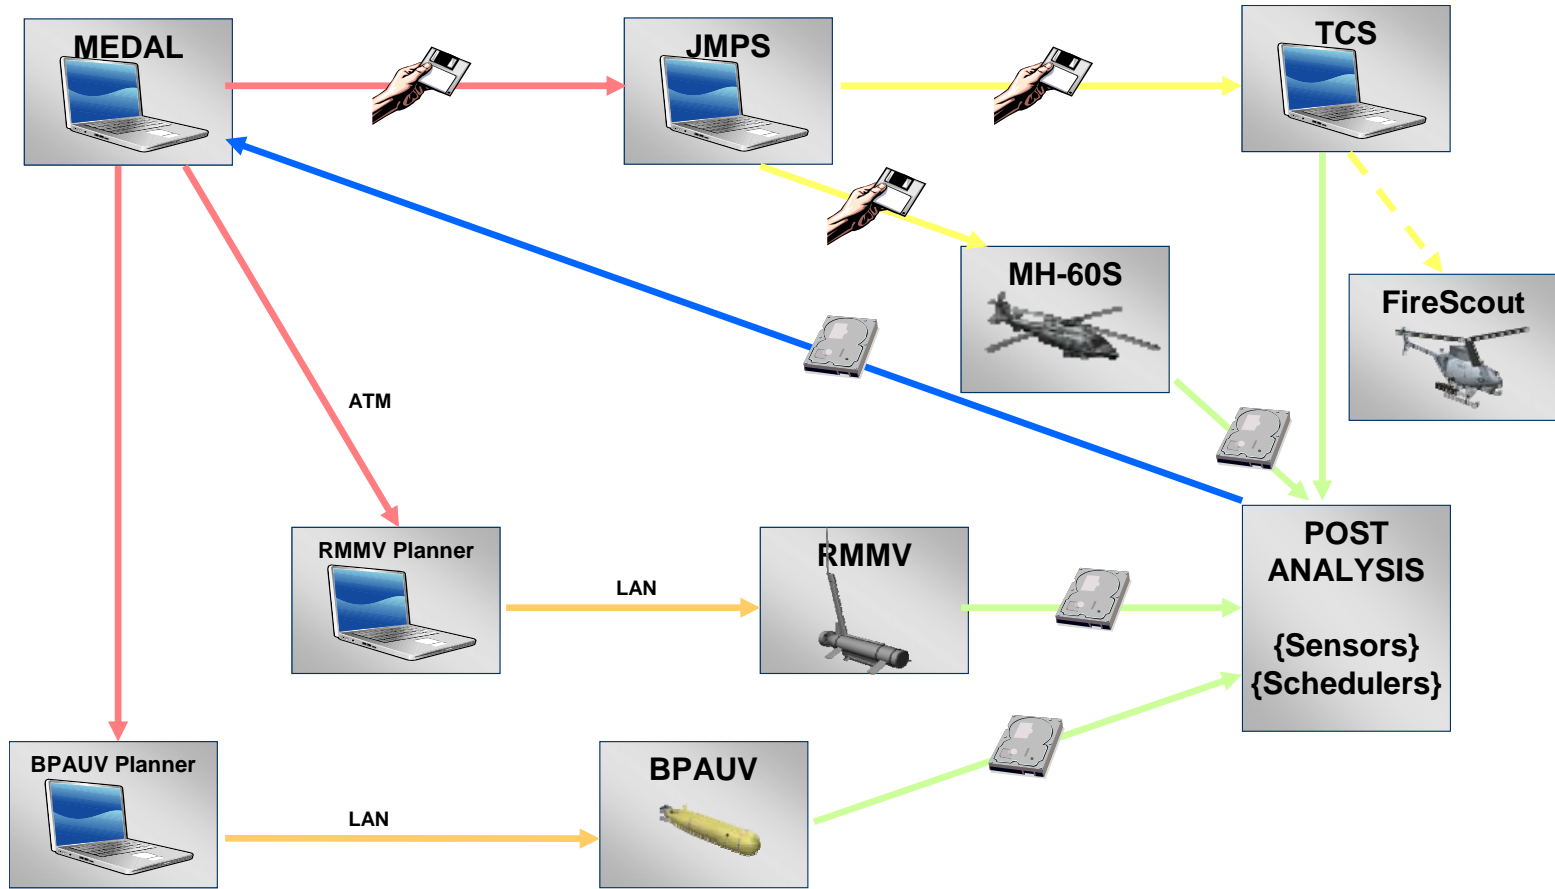 MEDAL
JMPS
TCS
MH-60S
FireScout
ATM
POST
ANALYSIS
{Sensors}
{Schedulers}
RMMV Planner
LAN
RMMV
BPAUV Planner
LAN
BPAUV